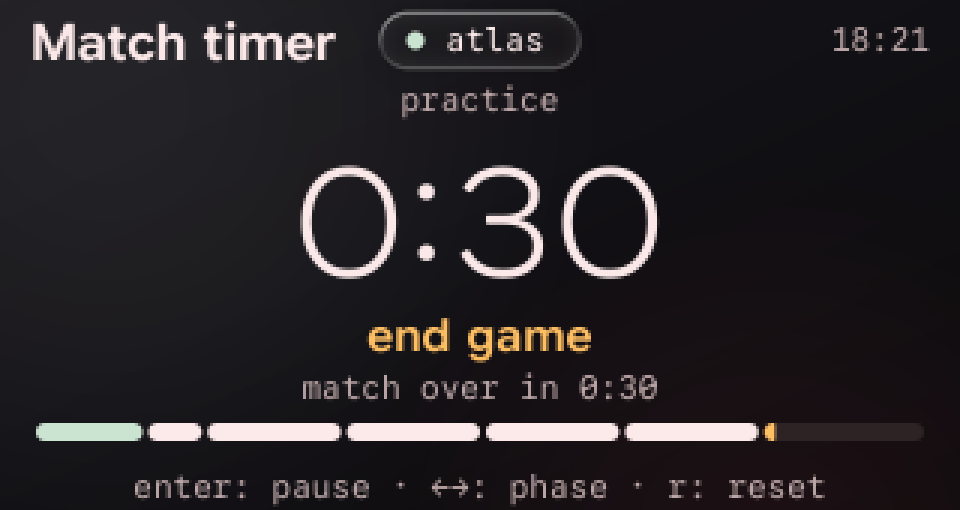 Match timer
atlas
18:21
practice
0:30
end game
match over in 0:30
enter: pause · ↔: phase · r: reset